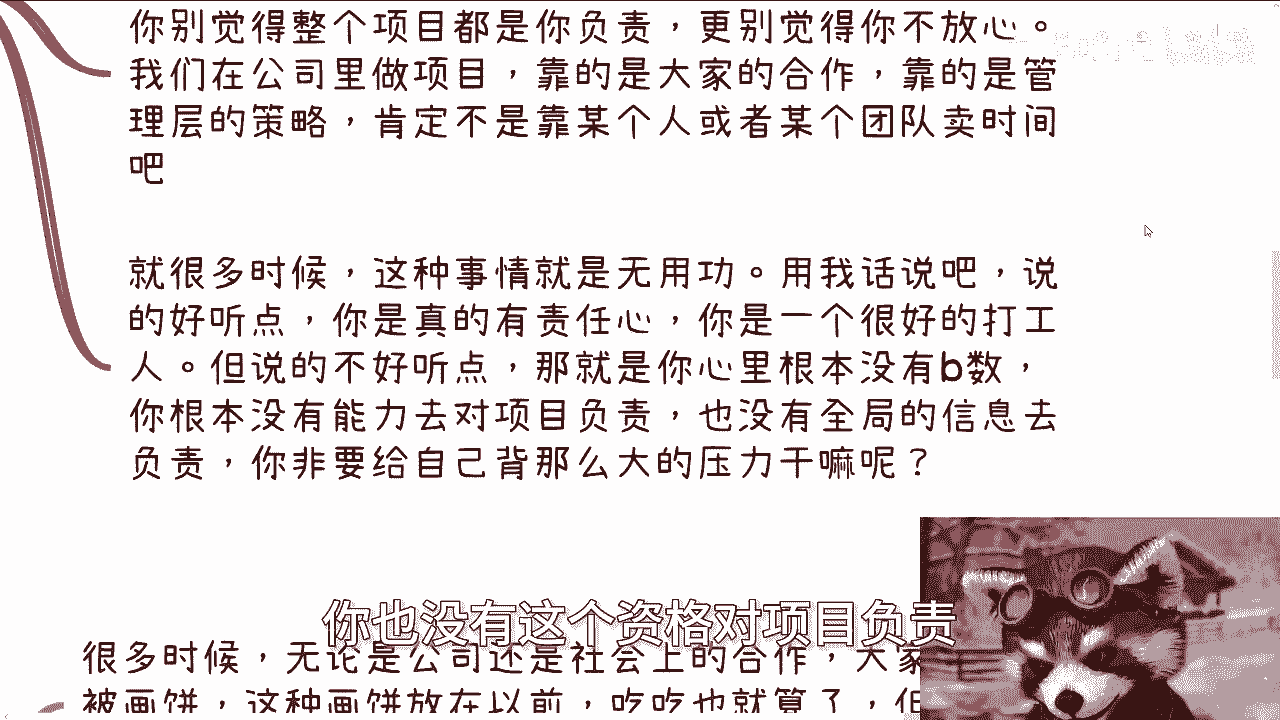 你别觉得整个项目都是你负责，更别觉得你不放心。
我们在公司里做项目，靠的是大家的合作，靠的是管
理层的策略，肯定不是靠某个人或者某个团队卖时间
吧
就很多时候，这种事情就是无用功。用我话说吧，说
的好听点，你是真的有责任心，你是一个很好的打工
人。但说的不好听点，那就是你心里根本没有b数，
你根本没有能力去对项目负责，也没有全局的信息去
负责，你非要给自己背那么大的压力干嘛呢？
你也没有这个资格对项目负责
很多时候，无论是公司还是社会上的合作，大家
被画饼，这种画饼放在以前，吃吃也就算了，但